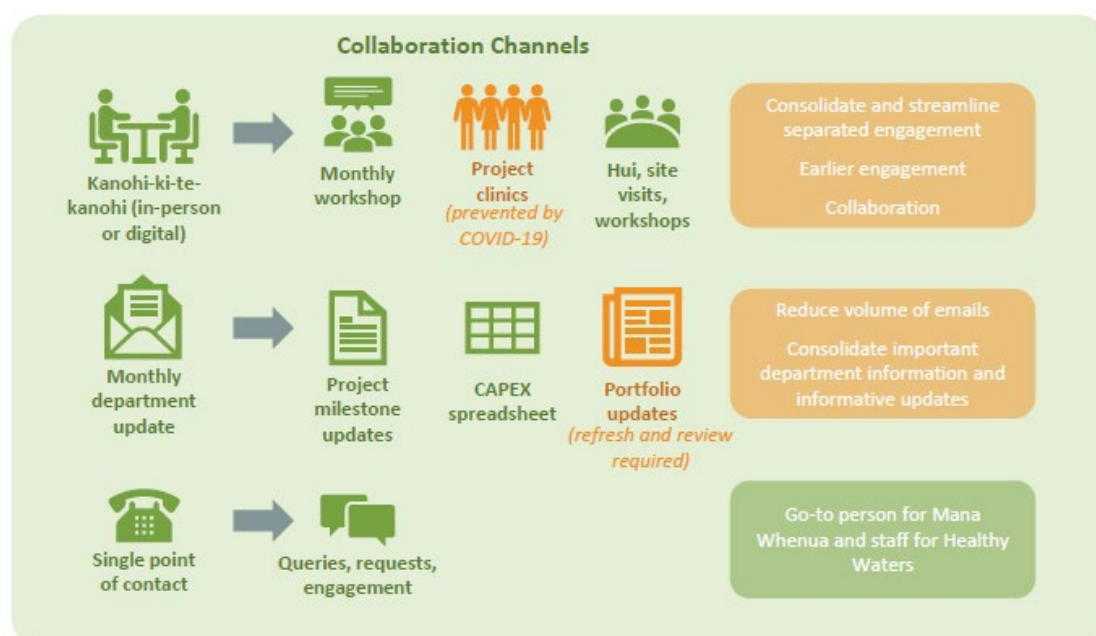 Collaboration Channels
Kanohi-ki-te-
kanohi (in-person
or digital)
Monthly
workshop
Project
clinics
(prevented by
COVID-19)
Hui, site
visits,
workshops
Consolidate and streamline
separated engagement
Earlier engagement
Collaboration
Monthly
department
update
Project
milestone
updates
CAPEX
spreadsheet
Portfolio
updates
(refresh and review
required)
Reduce volume of emails
Consolidate important
department information and
informative updates
Single point
of contact
Queries, requests,
engagement
Go-to person for Mana
Whenua and staff for Healthy
Waters